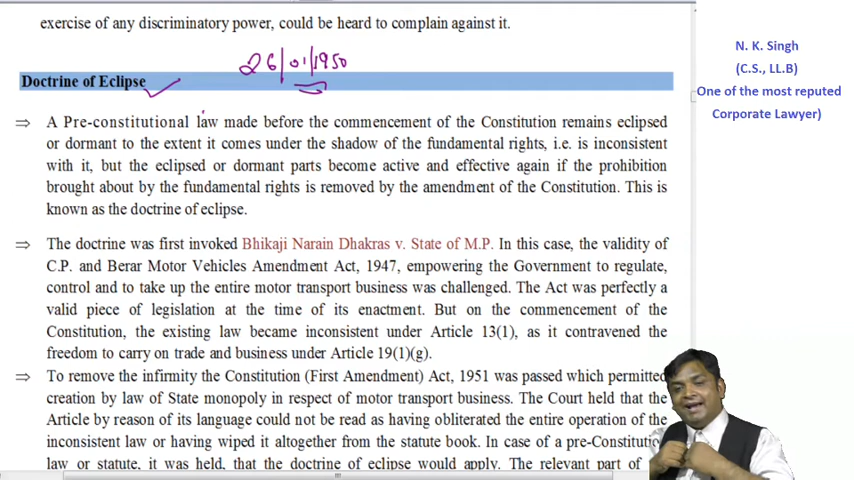 exercise of any discriminatory power, could be heard to complain against it.
26/01/1950
Doctrine of Eclipse
⇒ A Pre-constitutional law made before the commencement of the Constitution remains eclipsed
or dormant to the extent it comes under the shadow of the fundamental rights, i.e. is inconsistent
with it, but the eclipsed or dormant parts become active and effective again if the prohibition
brought about by the fundamental rights is removed by the amendment of the Constitution. This is
known as the doctrine of eclipse.
⇒ The doctrine was first invoked Bhikaji Narain Dhakras v. State of M.P. In this case, the validity of
C.P. and Berar Motor Vehicles Amendment Act, 1947, empowering the Government to regulate,
control and to take up the entire motor transport business was challenged. The Act was perfectly a
valid piece of legislation at the time of its enactment. But on the commencement of the
Constitution, the existing law became inconsistent under Article 13(1), as it contravened the
freedom to carry on trade and business under Article 19(1)(g).
⇒ To remove the infirmity the Constitution (First Amendment) Act, 1951 was passed which permitted
creation by law of State monopoly in respect of motor transport business. The Court held that the
Article by reason of its language could not be read as having obliterated the entire operation of the
inconsistent law or having wiped it altogether from the statute book. In case of a pre-Constitutio
law or statute, it was held, that the doctrine of eclipse would apply. The relevant part of
N. K. Singh
(C.S., LL.B)
One of the most reputed
Corporate Lawyer)